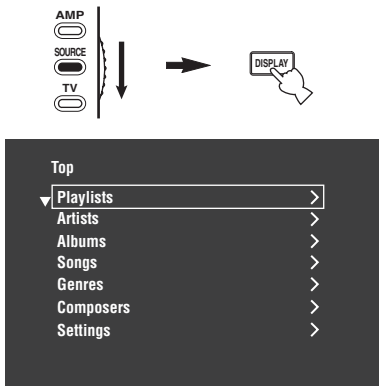 AMP
SOURCE
TV
DISPLAY
Top
Playlists
Artists
Albums
Songs
Genres
Composers
Settings